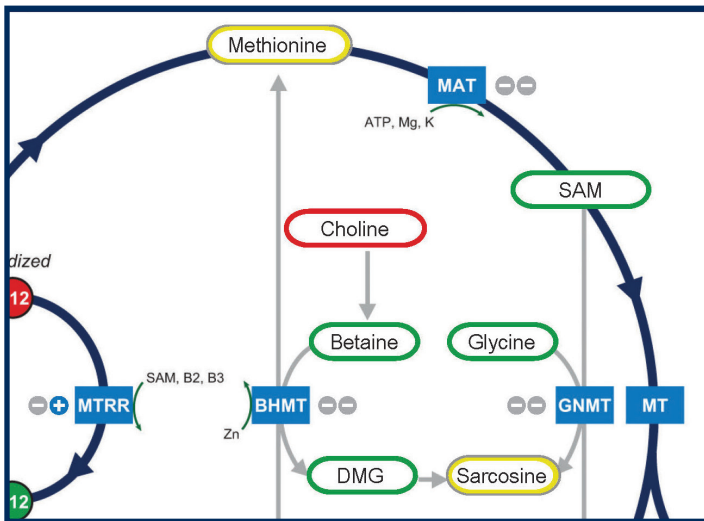 Methionine
MAT
ATP, Mg, K
SAM
Choline
dized
12
Betaine
Glycine
SAM, B2, B3
MTRR
BHMT
GNMT
MT
Zn
DMG
Sarcosine
12